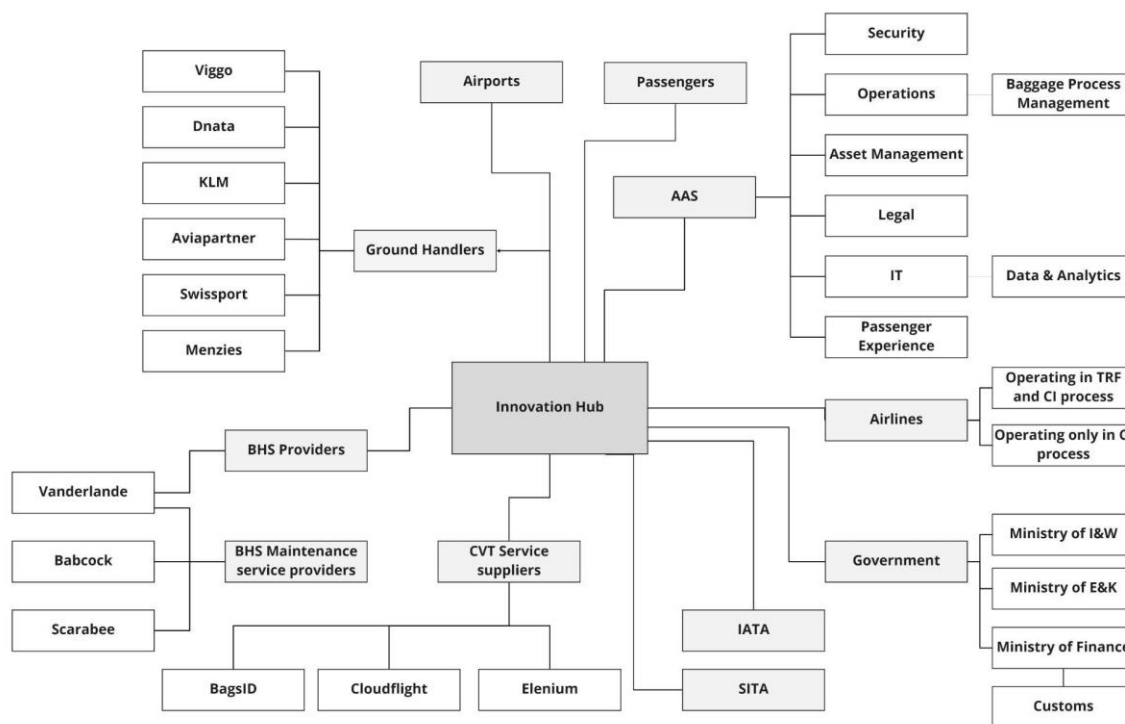 Security
Viggo
Airports
Passengers
Operations
Baggage Process
Management
Dnata
Asset Management
KLM
AAS
Legal
Aviapartner
Ground Handlers
IT
Data & Analytics
Swissport
Passenger
Experience
Menzies
Operating in TRF
and CI process
Innovation Hub
Airlines
BHS Providers
Operating only in C
process
Vanderlande
Ministry of I&W
Babcock
BHS Maintenance
service providers
CVT Service
suppliers
Government
Ministry of E&K
Scarabee
IATA
Ministry of Finance
BagsID
Cloudflight
Elenium
SITA
Customs